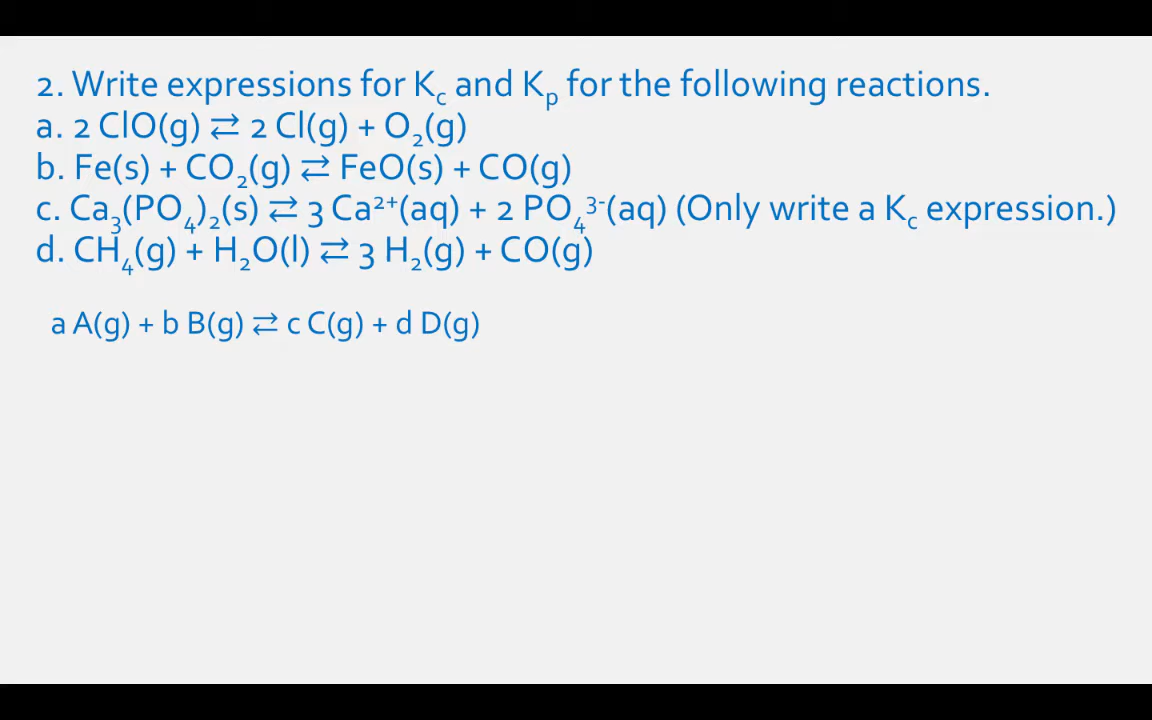 2. Write expressions for Kc and Kp for the following reactions.
a. 2 ClO(g) ⇄ 2 Cl(g) + O₂(g)
b. Fe(s) + CO₂(g) ⇄ FeO(s) + CO(g)
c. Ca₃(PO₄)₂(s) ⇄ 3 Ca²⁺(aq) + 2 PO₄³⁻(aq) (Only write a Kc expression.)
d. CH₄(g) + H₂O(l) ⇄ 3 H₂(g) + CO(g)
a A(g) + b B(g) ⇄ c C(g) + d D(g)